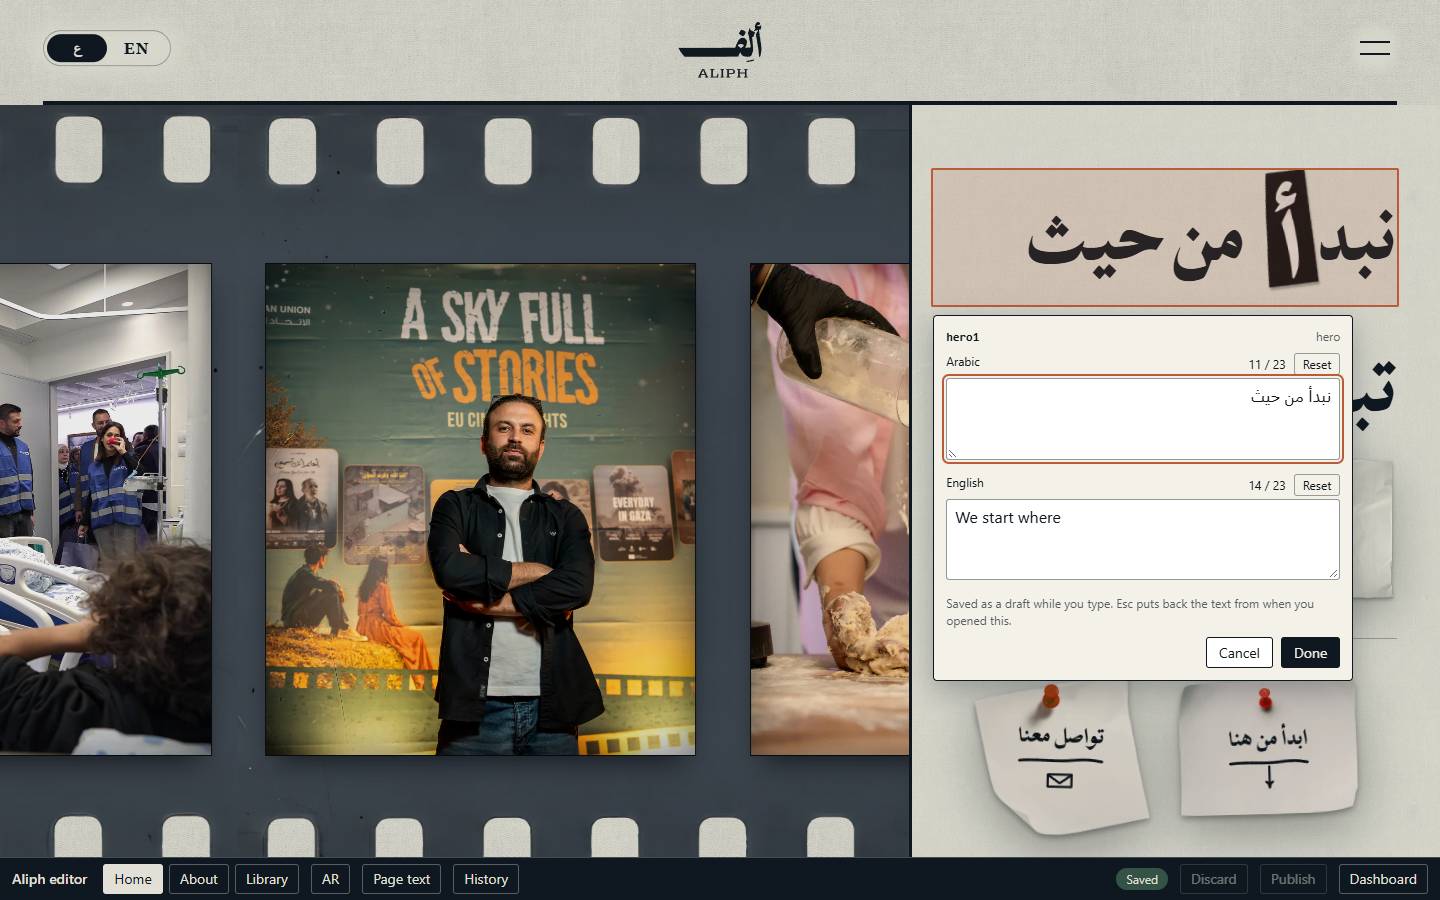 ع EN
ألف
ALIPH
AN UNION
A SKY FULL
OF STORIES
EVERYDAY
IN GAZA
نبدأ من حيث
hero1 hero
Arabic 11 / 23 Reset
نبدأ من حيث
English 14 / 23 Reset
We start where
Saved as a draft while you type. Esc puts back the text from when you
opened this.
Cancel Done
تواصل معنا
ابدأ من هنا
Aliph editor Home About Library AR Page text History Saved Discard Publish Dashboard